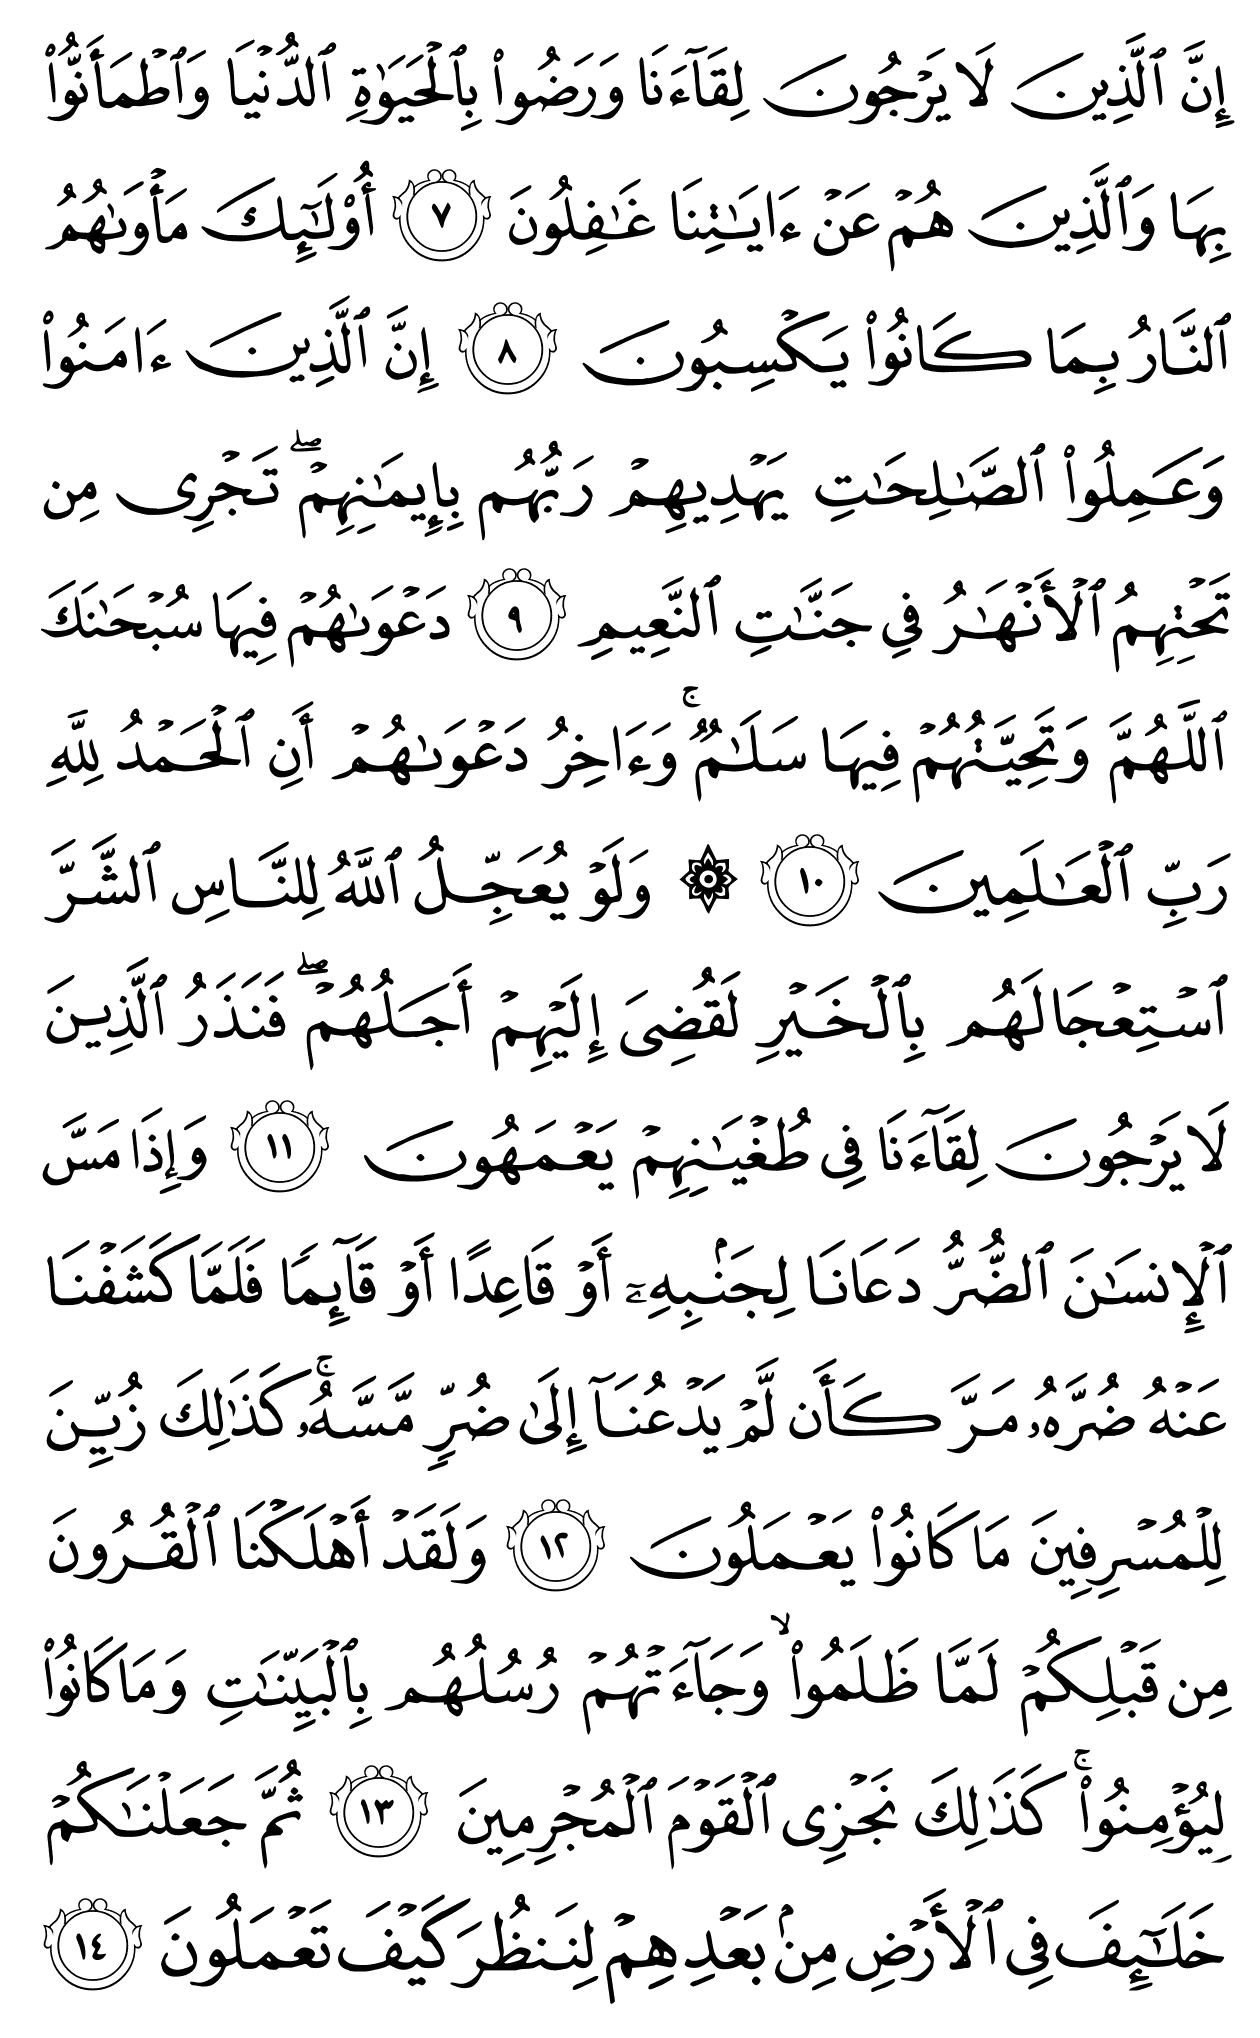 إِنَّ ٱلَّذِينَ لَا يَرْجُونَ لِقَآءَنَا وَرَضُوا۟ بِٱلْحَيَوٰةِ ٱلدُّنْيَا وَٱطْمَأَنُّوا۟
بِهَا وَٱلَّذِينَ هُمْ عَنْ ءَايَٰتِنَا غَٰفِلُونَ ٧ أُو۟لَٰٓئِكَ مَأْوَىٰهُمُ
ٱلنَّارُ بِمَا كَانُوا۟ يَكْسِبُونَ ٨ إِنَّ ٱلَّذِينَ ءَامَنُوا۟
وَعَمِلُوا۟ ٱلصَّٰلِحَٰتِ يَهْدِيهِمْ رَبُّهُم بِإِيمَٰنِهِمْ ۖ تَجْرِى مِن
تَحْتِهِمُ ٱلْأَنْهَٰرُ فِى جَنَّٰتِ ٱلنَّعِيمِ ٩ دَعْوَىٰهُمْ فِيهَا سُبْحَٰنَكَ
ٱللَّهُمَّ وَتَحِيَّتُهُمْ فِيهَا سَلَٰمٌ ۚ وَءَاخِرُ دَعْوَىٰهُمْ أَنِ ٱلْحَمْدُ لِلَّهِ
رَبِّ ٱلْعَٰلَمِينَ ١٠ ۞ وَلَوْ يُعَجِّلُ ٱللَّهُ لِلنَّاسِ ٱلشَّرَّ
ٱسْتِعْجَالَهُم بِٱلْخَيْرِ لَقُضِىَ إِلَيْهِمْ أَجَلُهُمْ ۖ فَنَذَرُ ٱلَّذِينَ
لَا يَرْجُونَ لِقَآءَنَا فِى طُغْيَٰنِهِمْ يَعْمَهُونَ ١١ وَإِذَا مَسَّ
ٱلْإِنسَٰنَ ٱلضُّرُّ دَعَانَا لِجَنۢبِهِۦٓ أَوْ قَاعِدًا أَوْ قَآئِمًا فَلَمَّا كَشَفْنَا
عَنْهُ ضُرَّهُۥ مَرَّ كَأَن لَّمْ يَدْعُنَآ إِلَىٰ ضُرٍّ مَّسَّهُۥ ۚ كَذَٰلِكَ زُيِّنَ
لِلْمُسْرِفِينَ مَا كَانُوا۟ يَعْمَلُونَ ١٢ وَلَقَدْ أَهْلَكْنَا ٱلْقُرُونَ
مِن قَبْلِكُمْ لَمَّا ظَلَمُوا۟ ۙ وَجَآءَتْهُمْ رُسُلُهُم بِٱلْبَيِّنَٰتِ وَمَا كَانُوا۟
لِيُؤْمِنُوا۟ ۚ كَذَٰلِكَ نَجْزِى ٱلْقَوْمَ ٱلْمُجْرِمِينَ ١٣ ثُمَّ جَعَلْنَٰكُمْ
خَلَٰٓئِفَ فِى ٱلْأَرْضِ مِنۢ بَعْدِهِمْ لِنَنظُرَ كَيْفَ تَعْمَلُونَ ١٤